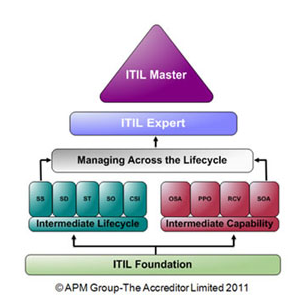 ITIL Master
ITIL Expert
Managing Across the Lifecycle
SS SD ST SO CSI OSA PPO RCV SOA
Intermediate Lifecycle Intermediate Capability
ITIL Foundation
© APM Group-The Accreditor Limited 2011